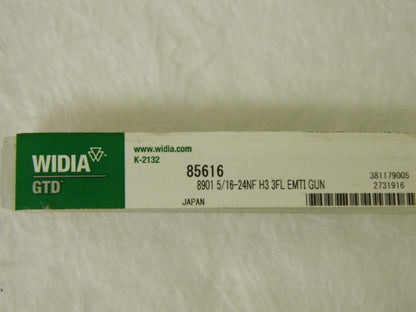 WIDIA
GTD
www.widia.com
K-2132
85616
8901 5/16-24NF H3 3FL EMTI GUN
JAPAN
381179005
2731916